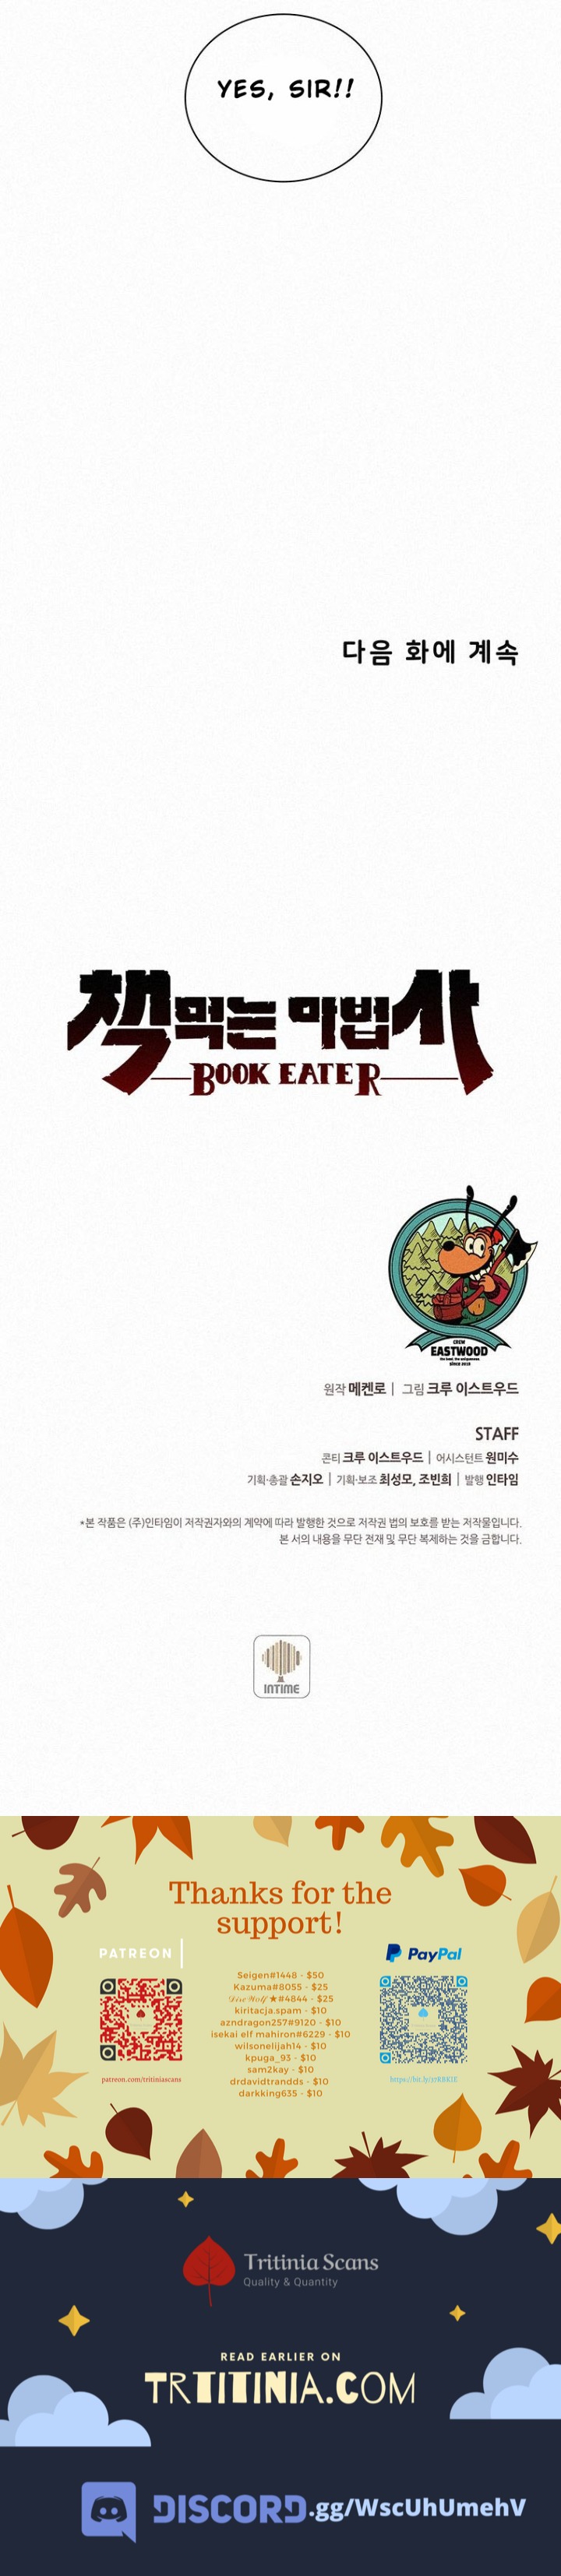 YES, SIR!!
다음 화에 계속
책먹는 마법사
BOOK EATER
CREW
EASTWOOD
SINCE 2015
원작 메켄로 | 그림 크루 이스트우드
STAFF
콘티 크루 이스트우드 | 어시스턴트 원미수
기획·총괄 손지오 | 기획·보조 최성모, 조빈희 | 발행 인타임
*본 작품은 (주)인타임이 저작권자와의 계약에 따라 발행한 것으로 저작권 법의 보호를 받는 저작물입니다.
본 서의 내용을 무단 전재 및 무단 복제하는 것을 금합니다.
INTIME
Thanks for the
support!
PATREON
PayPal
Seigen#1448 - $50
Kazuma#8055 - $25
Dire Wolf ★#4844 - $25
kiritacja.spam - $10
azndragon257#9120 - $10
isekai elf mahiron#6229 - $10
wilsonelijah14 - $10
kpuga_93 - $10
sam2kay - $10
drdavidtrandds - $10
darkking635 - $10
patreon.com/tritiniascans
Tritinia Scans
Quality & Quantity
READ EARLIER ON
TRTITINIA.COM
DISCORD.gg/WscUhUmehV